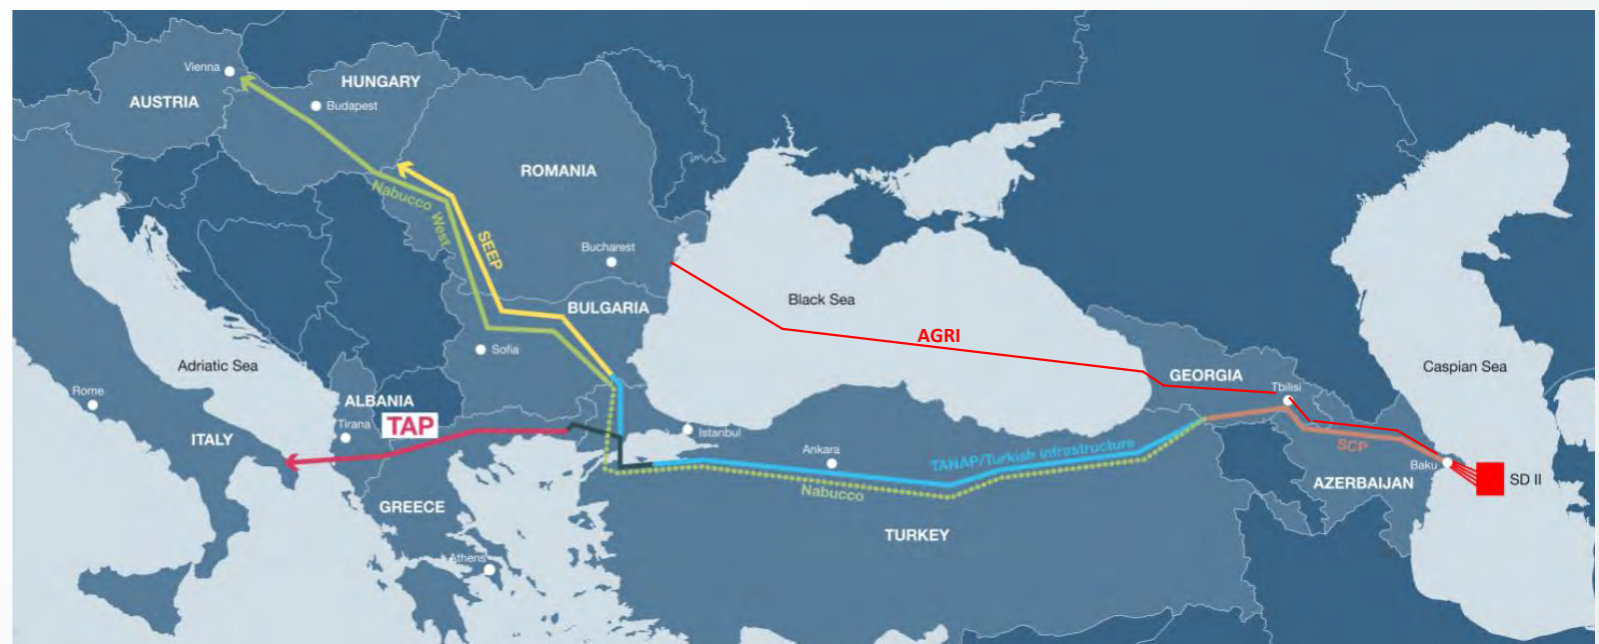 Vienna
HUNGARY
AUSTRIA
Budapest
ROMANIA
Nabucco West
SEEP
Bucharest
Black Sea
BULGARIA
AGRI
Sofia
Adriatic Sea
GEORGIA
Caspian Sea
Rome
Tbilisi
ALBANIA
TAP
Tirana
ITALY
Istanbul
Ankara
TANAP/Turkish infrastructure
SCP
Baku
Nabucco
AZERBAIJAN
SD II
GREECE
TURKEY
Athens